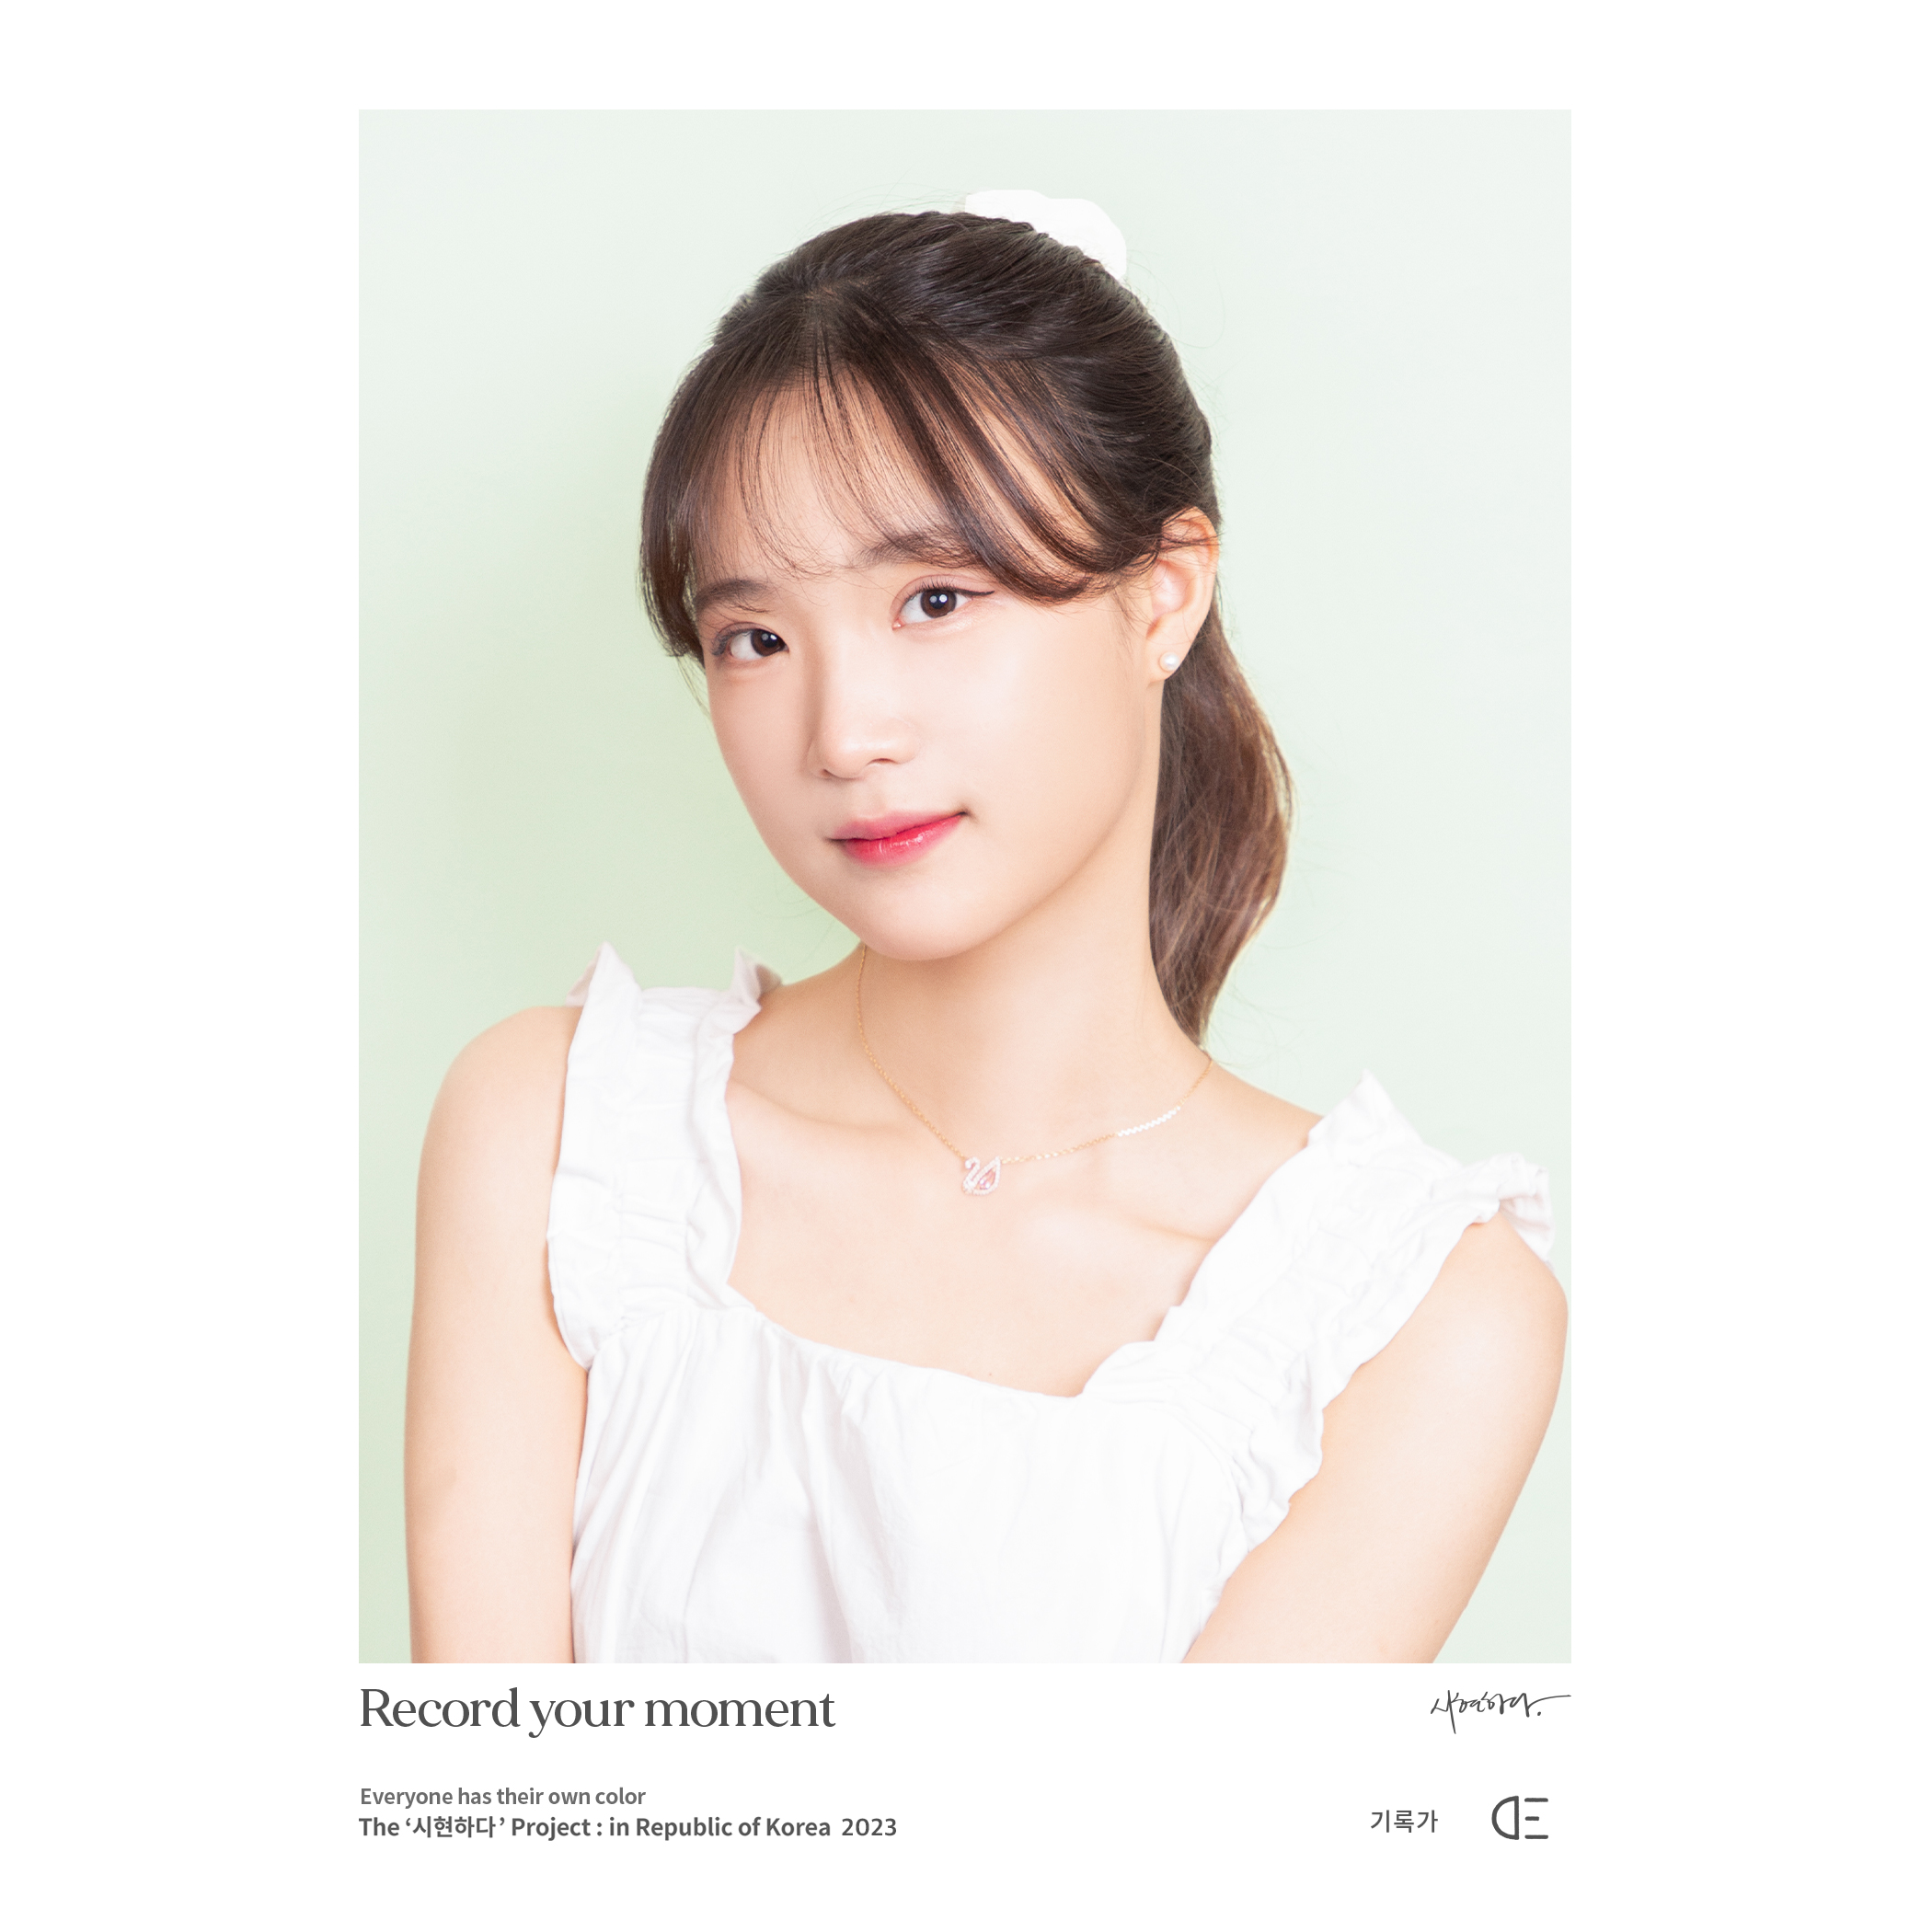 Record your moment
시현하다.
Everyone has their own color
The ‘시현하다’ Project : in Republic of Korea 2023
기록가